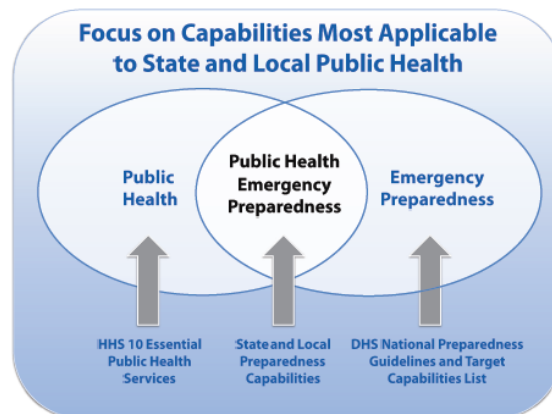 Focus on Capabilities Most Applicable
to State and Local Public Health
Public
Health
Public Health
Emergency
Preparedness
Emergency
Preparedness
HHS 10 Essential
Public Health
Services
State and Local
Preparedness
Capabilities
DHS National Preparedness
Guidelines and Target
Capabilities List